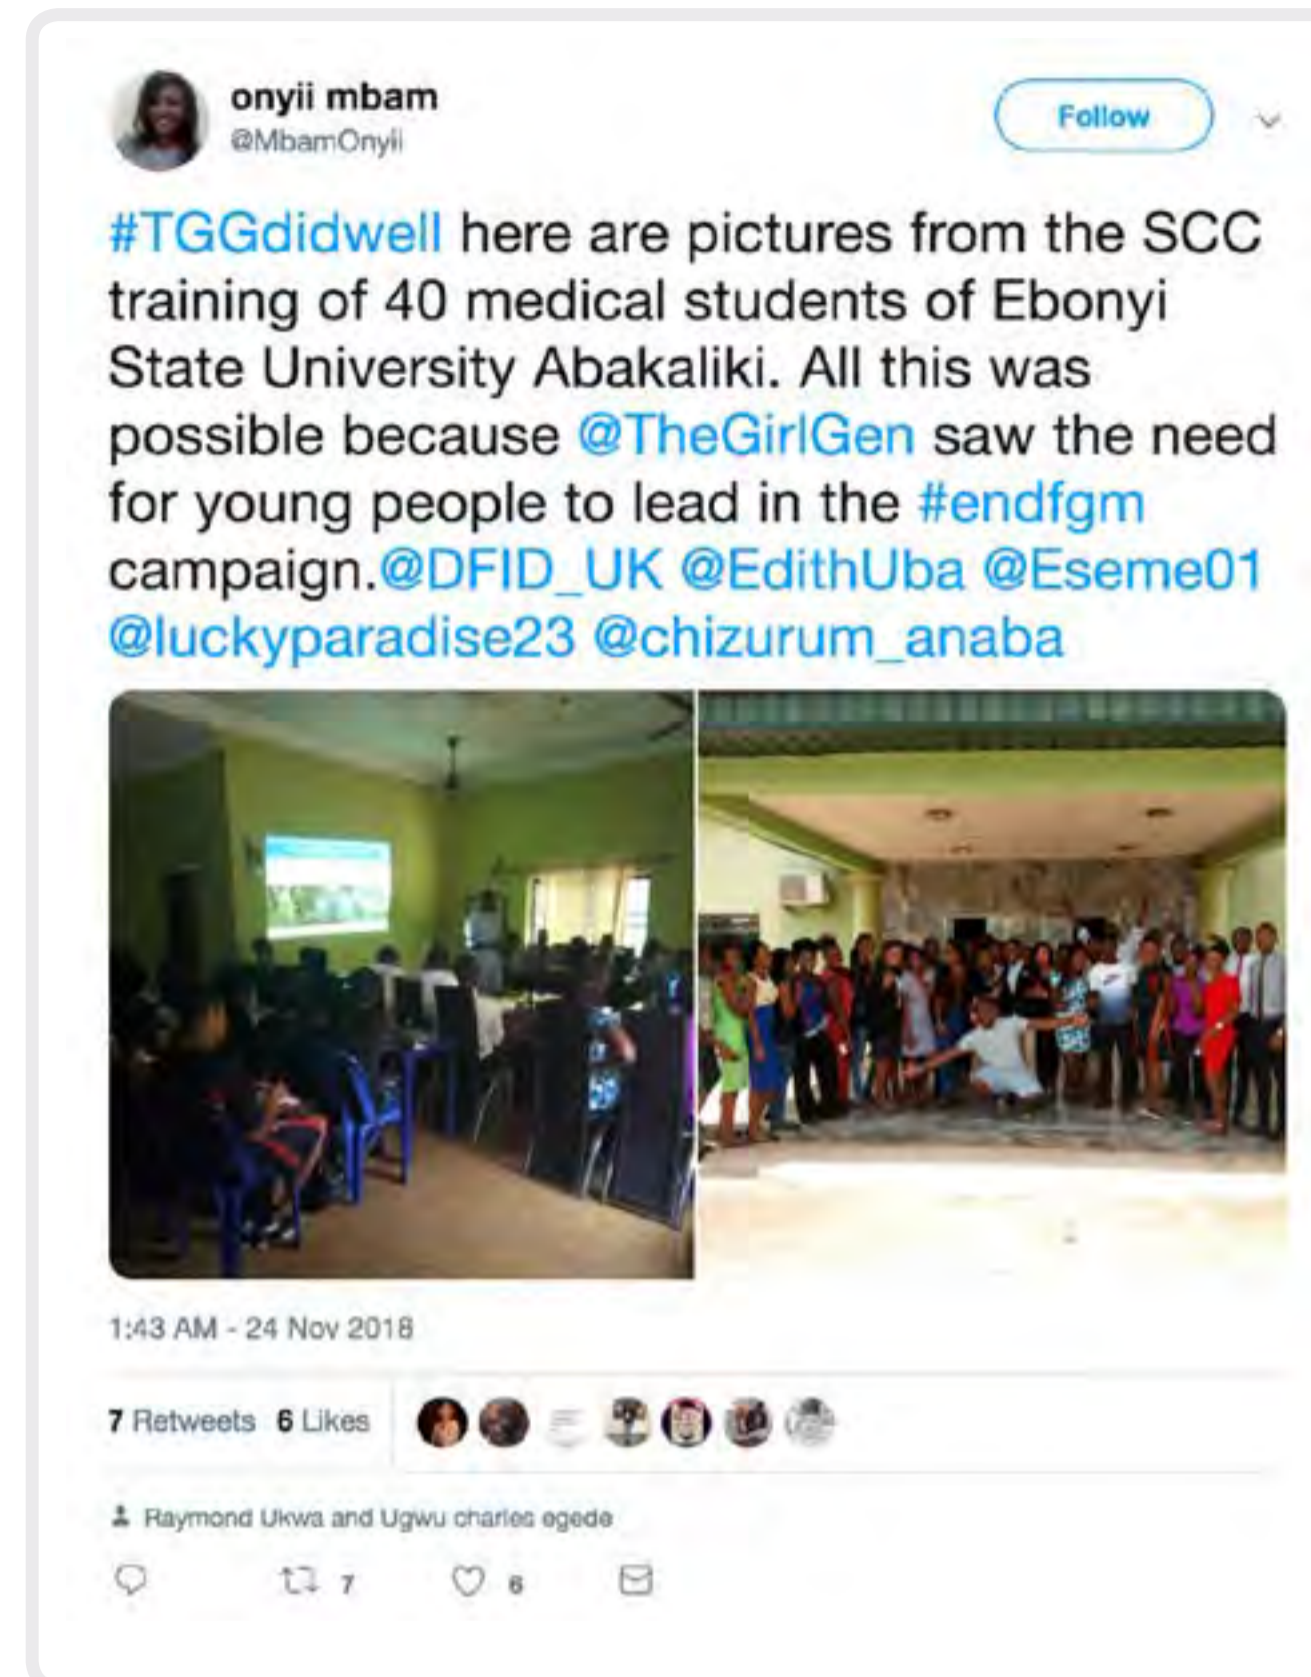 onyii mbam
@MbamOnyii
Follow
#TGGdidwell here are pictures from the SCC
training of 40 medical students of Ebonyi
State University Abakaliki. All this was
possible because @TheGirlGen saw the need
for young people to lead in the #endfgm
campaign.@DFID_UK @EdithUba @Eseme01
@luckyparadise23 @chizurum_anaba
1:43 AM - 24 Nov 2018
7 Retweets 6 Likes
Raymond Ukwa and Ugwu charles egede
7 6